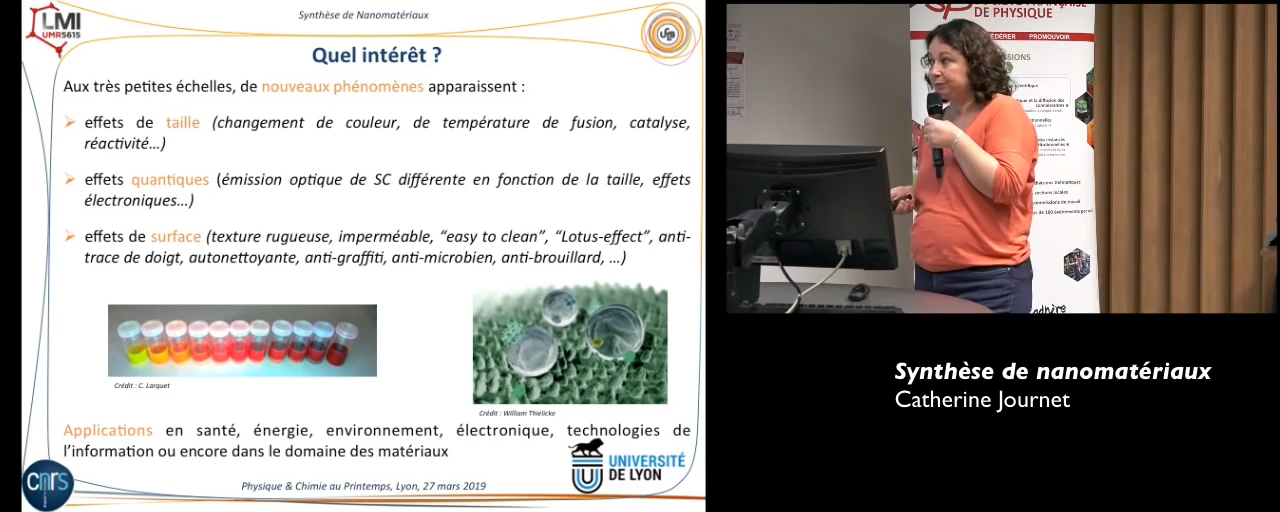 LMI
UMR5615
Synthèse de Nanomatériaux
Quel intérêt ?
Aux très petites échelles, de nouveaux phénomènes apparaissent :
effets de taille (changement de couleur, de température de fusion, catalyse,
réactivité…)
effets quantiques (émission optique de SC différente en fonction de la taille, effets
électroniques…)
effets de surface (texture rugueuse, imperméable, “easy to clean”, “Lotus-effect”, anti-
trace de doigt, autonettoyante, anti-graffiti, anti-microbien, anti-brouillard, …)
Crédit : C. Larquet
Crédit : William Thielicke
Applications en santé, énergie, environnement, électronique, technologies de
l’information ou encore dans le domaine des matériaux
UNIVERSITÉ
DE LYON
cnrs
Physique & Chimie au Printemps, Lyon, 27 mars 2019
DE PHYSIQUE
FÉDÉRER PROMOUVOIR
Synthèse de nanomatériaux
Catherine Journet